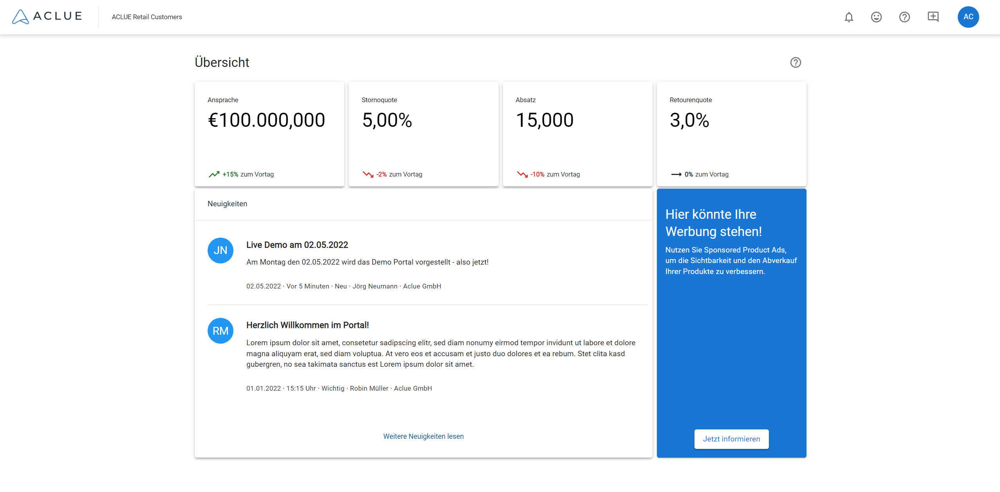 ACLUE
ACLUE Retail Customers
AC
Übersicht
Ansprache
€100.000,000
+15% zum Vortag
Stornoquote
5,00%
-2% zum Vortag
Absatz
15,000
-10% zum Vortag
Retourenquote
3,0%
0% zum Vortag
Neuigkeiten
JN
Live Demo am 02.05.2022
Am Montag den 02.05.2022 wird das Demo Portal vorgestellt - also jetzt!
02.05.2022 · Vor 5 Minuten · Neu · Jörg Neumann · Aclue GmbH
RM
Herzlich Willkommen im Portal!
Lorem ipsum dolor sit amet, consetetur sadipscing elitr, sed diam nonumy eirmod tempor invidunt ut labore et dolore
magna aliquyam erat, sed diam voluptua. At vero eos et accusam et justo duo dolores et ea rebum. Stet clita kasd
gubergren, no sea takimata sanctus est Lorem ipsum dolor sit amet.
01.01.2022 · 15:15 Uhr · Wichtig · Robin Müller · Aclue GmbH
Weitere Neuigkeiten lesen
Hier könnte Ihre
Werbung stehen!
Nutzen Sie Sponsored Product Ads,
um die Sichtbarkeit und den Abverkauf
Ihrer Produkte zu verbessern.
Jetzt informieren